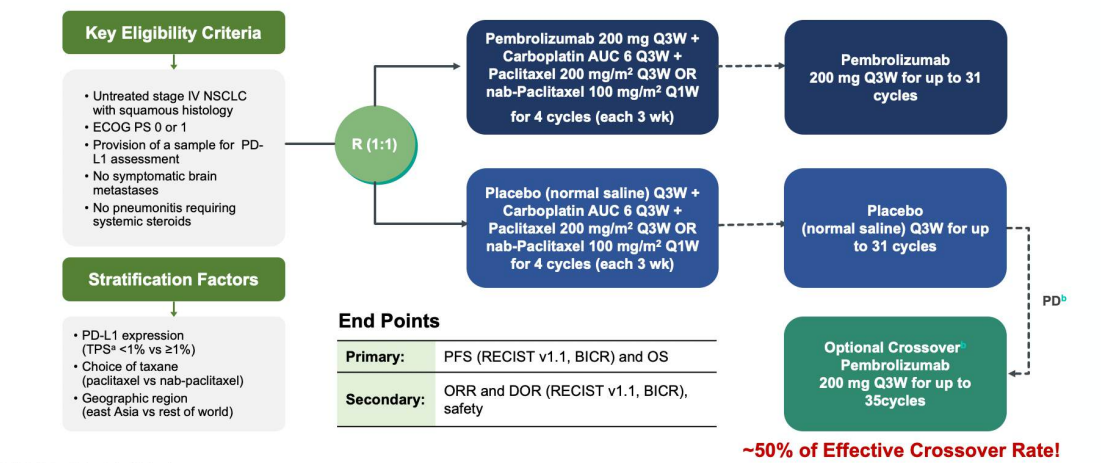 Key Eligibility Criteria
• Untreated stage IV NSCLC
with squamous histology
• ECOG PS 0 or 1
• Provision of a sample for PD-
L1 assessment
• No symptomatic brain
metastases
• No pneumonitis requiring
systemic steroids
Stratification Factors
• PD-L1 expression
(TPSᵃ <1% vs ≥1%)
• Choice of taxane
(paclitaxel vs nab-paclitaxel)
• Geographic region
(east Asia vs rest of world)
R (1:1)
Pembrolizumab 200 mg Q3W +
Carboplatin AUC 6 Q3W +
Paclitaxel 200 mg/m² Q3W OR
nab-Paclitaxel 100 mg/m² Q1W
for 4 cycles (each 3 wk)
Pembrolizumab
200 mg Q3W for up to 31
cycles
Placebo (normal saline) Q3W +
Carboplatin AUC 6 Q3W +
Paclitaxel 200 mg/m² Q3W OR
nab-Paclitaxel 100 mg/m² Q1W
for 4 cycles (each 3 wk)
Placebo
(normal saline) Q3W for up
to 31 cycles
PDᵇ
Optional Crossoverᵇ
Pembrolizumab
200 mg Q3W for up to
35cycles
~50% of Effective Crossover Rate!
End Points
Primary: PFS (RECIST v1.1, BICR) and OS
Secondary: ORR and DOR (RECIST v1.1, BICR),
safety